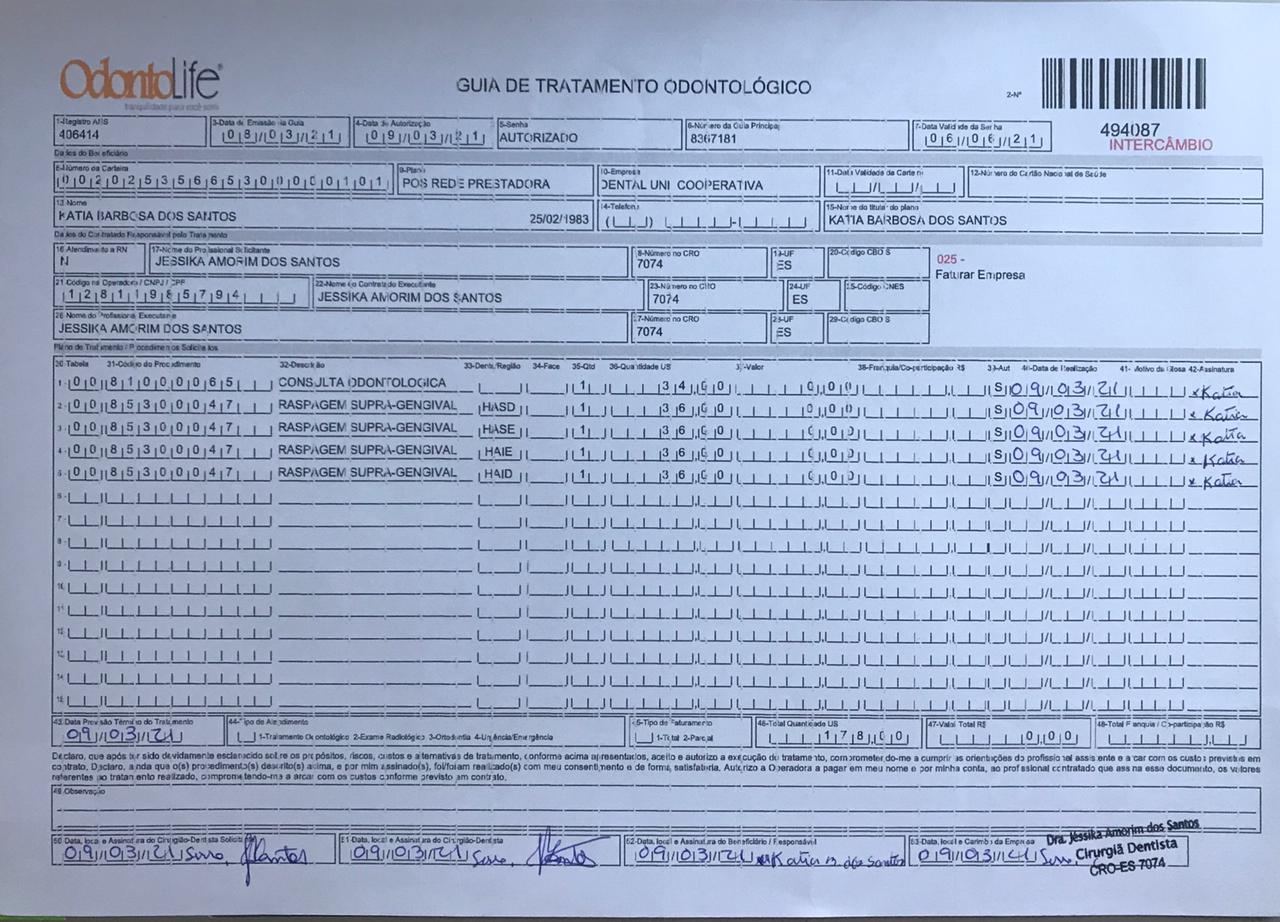 OdontoLife®
tranquilidade para você sorrir
GUIA DE TRATAMENTO ODONTOLÓGICO
2-Nº
494087
INTERCÂMBIO
1-Registro ANS
406414
3-Data de Emissão da Guia
08/03/21
4-Data de Autorização
09/03/21
5-Senha
AUTORIZADO
6-Número da Guia Principal
8367181
7-Data Validade da Senha
06/06/21
Dados do Beneficiário
8-Número da Carteira
00202535665300000101
9-Plano
POS REDE PRESTADORA
10-Empresa
DENTAL UNI COOPERATIVA
11-Data Validade da Carteira
12-Número do Cartão Nacional de Saúde
13-Nome
KATIA BARBOSA DOS SANTOS 25/02/1983
14-Telefone
15-Nome do titular do plano
KATIA BARBOSA DOS SANTOS
Dados do Contratado Responsável pelo Tratamento
16-Atendimento a RN
N
17-Nome do Profissional Solicitante
JESSIKA AMORIM DOS SANTOS
18-Número no CRO
7074
19-UF
ES
20-Código CBO S
025 -
Faturar Empresa
21-Código na Operadora / CNPJ / CPF
12811985794
22-Nome do Contratado Executante
JESSIKA AMORIM DOS SANTOS
23-Número no CRO
7074
24-UF
ES
25-Código CNES
26-Nome do Profissional Executante
JESSIKA AMORIM DOS SANTOS
27-Número no CRO
7074
28-UF
ES
29-Código CBO S
Plano de Tratamento / Procedimentos Solicitados
30-Tabela 31-Código do Procedimento 32-Descrição 33-Dente/Região 34-Face 35-Qtd 36-Quantidade US 37-Valor 38-Franquia/Co-participação R$ 39-Aut 40-Data de Realização 41-Motivo da Glosa 42-Assinatura
1- 00 81000065 CONSULTA ODONTOLOGICA 1 34,00 0,00 S 09/03/21 x Katia
2- 00 85300047 RASPAGEM SUPRA-GENGIVAL HASD 1 36,00 0,00 S 09/03/21 x Katia
3- 00 85300047 RASPAGEM SUPRA-GENGIVAL HASE 1 36,00 0,00 S 09/03/21 x Katia
4- 00 85300047 RASPAGEM SUPRA-GENGIVAL HAIE 1 36,00 0,00 S 09/03/21 x Katia
5- 00 85300047 RASPAGEM SUPRA-GENGIVAL HAID 1 36,00 0,00 S 09/03/21 x Katia
6-
7-
8-
9-
10-
11-
12-
13-
14-
15-
43-Data Previsão Término do Tratamento
09/03/21
44-Tipo de Atendimento
1-Tratamento Odontológico 2-Exame Radiológico 3-Ortodontia 4-Urgência/Emergência
45-Tipo de Faturamento
1-Total 2-Parcial
46-Total Quantidade US
178,00
47-Valor Total R$
0,00
48-Total Franquia / Co-participação R$
Declaro, que após ter sido devidamente esclarecido sobre os propósitos, riscos, custos e alternativas de tratamento, conforme acima apresentados, aceito e autorizo a execução do tratamento, comprometendo-me a cumprir as orientações do profissional assistente e arcar com os custos previstos em
contrato. Declaro, ainda que o(s) procedimento(s) descrito(s) acima, e por mim assinado(s), foi/foram realizado(s) com meu consentimento e de forma satisfatória. Autorizo a Operadora a pagar em meu nome e por minha conta, ao profissional contratado que assina esse documento, os valores
referentes ao tratamento realizado, comprometendo-me a arcar com os custos conforme previsto em contrato.
49-Observação
50-Data, local e Assinatura do Cirurgião-Dentista Solicitante
09/03/21 Serra,
51-Data, local e Assinatura do Cirurgião-Dentista
09/03/21 Serra,
52-Data, local e Assinatura do Beneficiário / Responsável
09/03/21 x Katia B. dos Santos
53-Data, local e Carimbo da Empresa
09/03/21 Serra,
Dra. Jéssika Amorim dos Santos
Cirurgiã Dentista
CRO-ES 7074